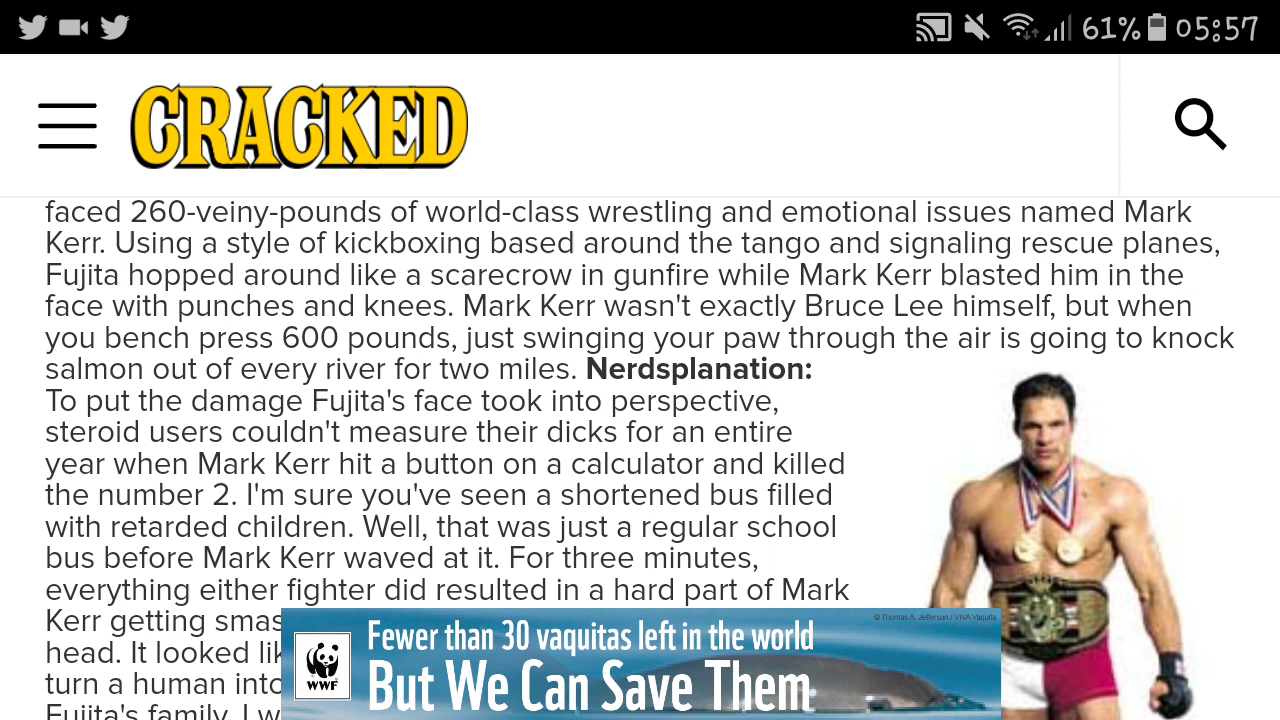 61% 05:57
CRACKED
faced 260-veiny-pounds of world-class wrestling and emotional issues named Mark
Kerr. Using a style of kickboxing based around the tango and signaling rescue planes,
Fujita hopped around like a scarecrow in gunfire while Mark Kerr blasted him in the
face with punches and knees. Mark Kerr wasn't exactly Bruce Lee himself, but when
you bench press 600 pounds, just swinging your paw through the air is going to knock
salmon out of every river for two miles. Nerdsplanation:
To put the damage Fujita's face took into perspective,
steroid users couldn't measure their dicks for an entire
year when Mark Kerr hit a button on a calculator and killed
the number 2. I'm sure you've seen a shortened bus filled
with retarded children. Well, that was just a regular school
bus before Mark Kerr waved at it. For three minutes,
everything either fighter did resulted in a hard part of Mark
Kerr getting smas
head. It looked lik
turn a human into
Fujita's family, I w
© Thomas A. Jefferson / VIVA Vaquita
WWF
Fewer than 30 vaquitas left in the world
But We Can Save Them